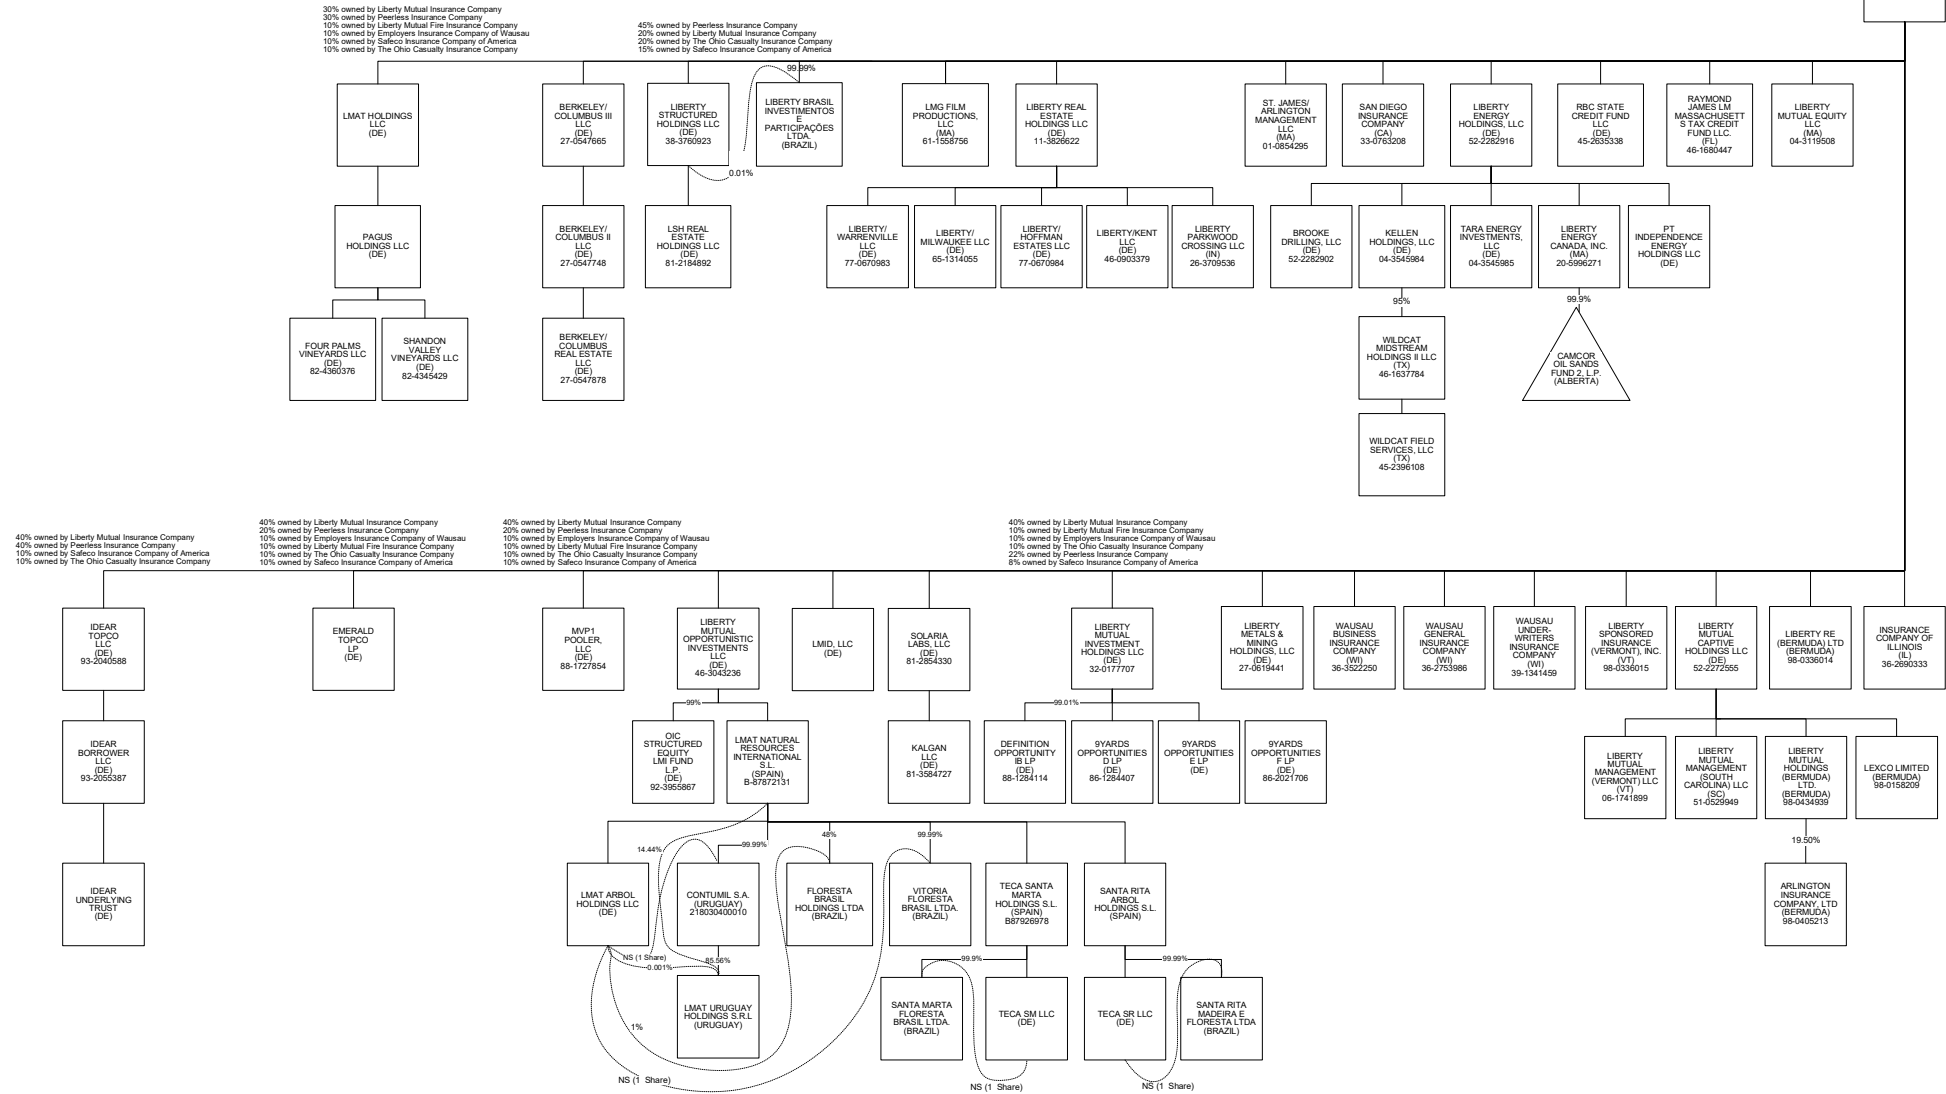 30% owned by Liberty Mutual Insurance Company
30% owned by Peerless Insurance Company
10% owned by Liberty Mutual Fire Insurance Company
10% owned by Employers Insurance Company of Wausau
10% owned by Safeco Insurance Company of America
10% owned by The Ohio Casualty Insurance Company
45% owned by Peerless Insurance Company
20% owned by Liberty Mutual Insurance Company
20% owned by The Ohio Casualty Insurance Company
15% owned by Safeco Insurance Company of America
LMAT HOLDINGS
LLC
(DE)
BERKELEY/
COLUMBUS III
LLC
(DE)
27-0547665
LIBERTY
STRUCTURED
HOLDINGS LLC
(DE)
38-3760923
99.99%
LIBERTY BRASIL
INVESTIMENTOS
E
PARTICIPAÇÕES
LTDA.
(BRAZIL)
0.01%
LMG FILM
PRODUCTIONS,
LLC
(MA)
61-1558756
LIBERTY REAL
ESTATE
HOLDINGS LLC
(DE)
11-3826622
ST. JAMES/
ARLINGTON
MANAGEMENT
LLC
(MA)
01-0854295
SAN DIEGO
INSURANCE
COMPANY
(CA)
33-0763208
LIBERTY
ENERGY
HOLDINGS, LLC
(DE)
52-2282916
RBC STATE
CREDIT FUND
LLC
(DE)
45-2635338
RAYMOND
JAMES LM
MASSACHUSETT
S TAX CREDIT
FUND LLC.
(FL)
46-1680447
LIBERTY
MUTUAL EQUITY
LLC
(MA)
04-3119508
PAGUS
HOLDINGS LLC
(DE)
BERKELEY/
COLUMBUS II
LLC
(DE)
27-0547748
LSH REAL
ESTATE
HOLDINGS LLC
(DE)
81-2184892
LIBERTY/
WARRENVILLE
LLC
(DE)
77-0670983
LIBERTY/
MILWAUKEE LLC
(DE)
65-1314055
LIBERTY/
HOFFMAN
ESTATES LLC
(DE)
77-0670984
LIBERTY/KENT
LLC
(DE)
46-0903379
LIBERTY
PARKWOOD
CROSSING LLC
(IN)
26-3709536
BROOKE
DRILLING, LLC
(DE)
52-2282902
KELLEN
HOLDINGS, LLC
(DE)
04-3545984
TARA ENERGY
INVESTMENTS,
LLC
(DE)
04-3545985
LIBERTY
ENERGY
CANADA, INC.
(MA)
20-5996271
PT
INDEPENDENCE
ENERGY
HOLDINGS LLC
(DE)
95%
99.9%
FOUR PALMS
VINEYARDS LLC
(DE)
82-4360376
SHANDON
VALLEY
VINEYARDS LLC
(DE)
82-4345429
BERKELEY/
COLUMBUS
REAL ESTATE
LLC
(DE)
27-0547878
WILDCAT
MIDSTREAM
HOLDINGS II LLC
(TX)
46-1637784
CAMCOR
OIL SANDS
FUND 2, L.P.
(ALBERTA)
WILDCAT FIELD
SERVICES, LLC
(TX)
45-2396108
40% owned by Liberty Mutual Insurance Company
40% owned by Peerless Insurance Company
10% owned by Safeco Insurance Company of America
10% owned by The Ohio Casualty Insurance Company
40% owned by Liberty Mutual Insurance Company
20% owned by Peerless Insurance Company
10% owned by Employers Insurance Company of Wausau
10% owned by Liberty Mutual Fire Insurance Company
10% owned by The Ohio Casualty Insurance Company
10% owned by Safeco Insurance Company of America
40% owned by Liberty Mutual Insurance Company
20% owned by Peerless Insurance Company
10% owned by Employers Insurance Company of Wausau
10% owned by Liberty Mutual Fire Insurance Company
10% owned by The Ohio Casualty Insurance Company
10% owned by Safeco Insurance Company of America
40% owned by Liberty Mutual Insurance Company
10% owned by Liberty Mutual Fire Insurance Company
10% owned by Employers Insurance Company of Wausau
10% owned by The Ohio Casualty Insurance Company
22% owned by Peerless Insurance Company
8% owned by Safeco Insurance Company of America
IDEAR
TOPCO
LLC
(DE)
93-2040588
EMERALD
TOPCO
LP
(DE)
MVP1
POOLER,
LLC
(DE)
88-1727854
LIBERTY
MUTUAL
OPPORTUNISTIC
INVESTMENTS
LLC
(DE)
46-3043236
LMID, LLC
(DE)
SOLARIA
LABS, LLC
(DE)
81-2854330
LIBERTY
MUTUAL
INVESTMENT
HOLDINGS LLC
(DE)
32-0177707
LIBERTY
METALS &
MINING
HOLDINGS, LLC
(DE)
27-0619441
WAUSAU
BUSINESS
INSURANCE
COMPANY
(WI)
36-3522250
WAUSAU
GENERAL
INSURANCE
COMPANY
(WI)
36-2753986
WAUSAU
UNDER-
WRITERS
INSURANCE
COMPANY
(WI)
39-1341459
LIBERTY
SPONSORED
INSURANCE
(VERMONT), INC.
(VT)
98-0336015
LIBERTY
MUTUAL
CAPTIVE
HOLDINGS LLC
(DE)
52-2272555
LIBERTY RE
(BERMUDA) LTD
(BERMUDA)
98-0336014
INSURANCE
COMPANY OF
ILLINOIS
(IL)
36-2690333
99%
99.01%
IDEAR
BORROWER
LLC
(DE)
93-2055387
OIC
STRUCTURED
EQUITY
LMI FUND
L.P.
(DE)
92-3955867
LMAT NATURAL
RESOURCES
INTERNATIONAL
S.L.
(SPAIN)
B-87872131
KALGAN
LLC
(DE)
81-3584727
DEFINITION
OPPORTUNITY
IB LP
(DE)
88-1284114
9YARDS
OPPORTUNITIES
D LP
(DE)
86-1284407
9YARDS
OPPORTUNITIES
E LP
(DE)
9YARDS
OPPORTUNITIES
F LP
(DE)
86-2021706
LIBERTY
MUTUAL
MANAGEMENT
(VERMONT) LLC
(VT)
06-1741899
LIBERTY
MUTUAL
MANAGEMENT
(SOUTH
CAROLINA) LLC
(SC)
51-0529949
LIBERTY
MUTUAL
HOLDINGS
(BERMUDA)
LTD.
(BERMUDA)
98-0434939
LEXCO LIMITED
(BERMUDA)
98-0158209
14.44%
99.99%
48%
99.99%
19.50%
IDEAR
UNDERLYING
TRUST
(DE)
LMAT ARBOL
HOLDINGS LLC
(DE)
CONTUMIL S.A.
(URUGUAY)
218030400010
FLORESTA
BRASIL
HOLDINGS LTDA
(BRAZIL)
VITORIA
FLORESTA
BRASIL LTDA.
(BRAZIL)
TECA SANTA
MARTA
HOLDINGS S.L.
(SPAIN)
B87926978
SANTA RITA
ARBOL
HOLDINGS S.L.
(SPAIN)
ARLINGTON
INSURANCE
COMPANY, LTD
(BERMUDA)
98-0405213
NS (1 Share)
0.001%
85.56%
99.9%
99.99%
LMAT URUGUAY
HOLDINGS S.R.L
(URUGUAY)
SANTA MARTA
FLORESTA
BRASIL LTDA.
(BRAZIL)
TECA SM LLC
(DE)
TECA SR LLC
(DE)
SANTA RITA
MADEIRA E
FLORESTA LTDA
(BRAZIL)
1%
NS (1 Share)
NS (1 Share)
NS (1 Share)